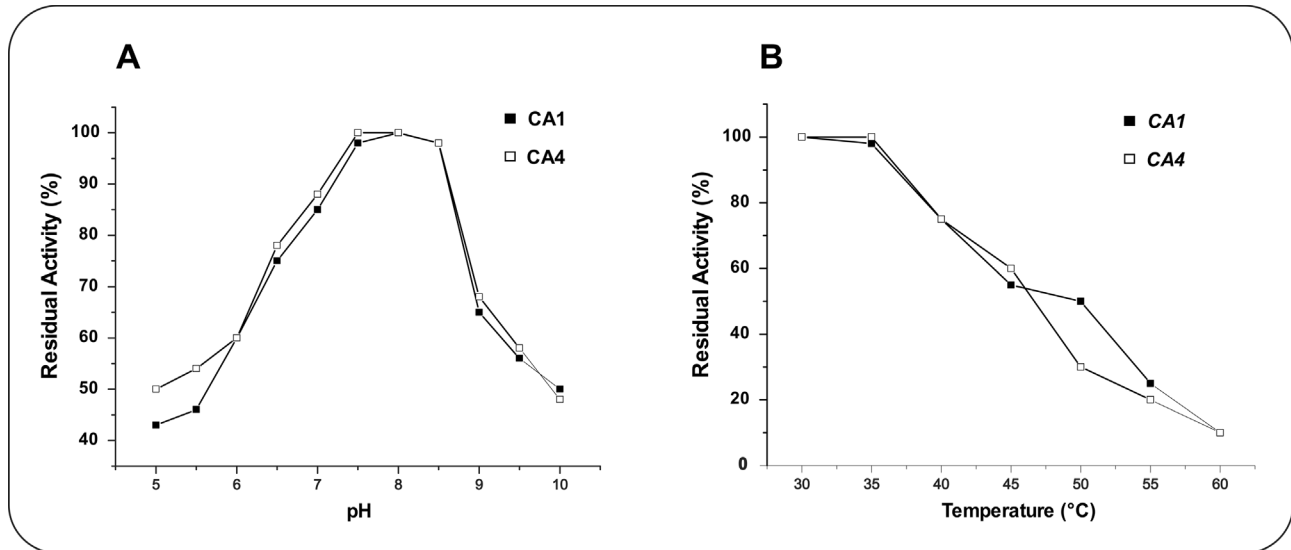 A
CA1
CA4
100
90
80
70
60
50
40
Residual Activity (%)
5 6 7 8 9 10
pH
B
CA1
CA4
100
80
60
40
20
0
Residual Activity (%)
30 35 40 45 50 55 60
Temperature (°C)